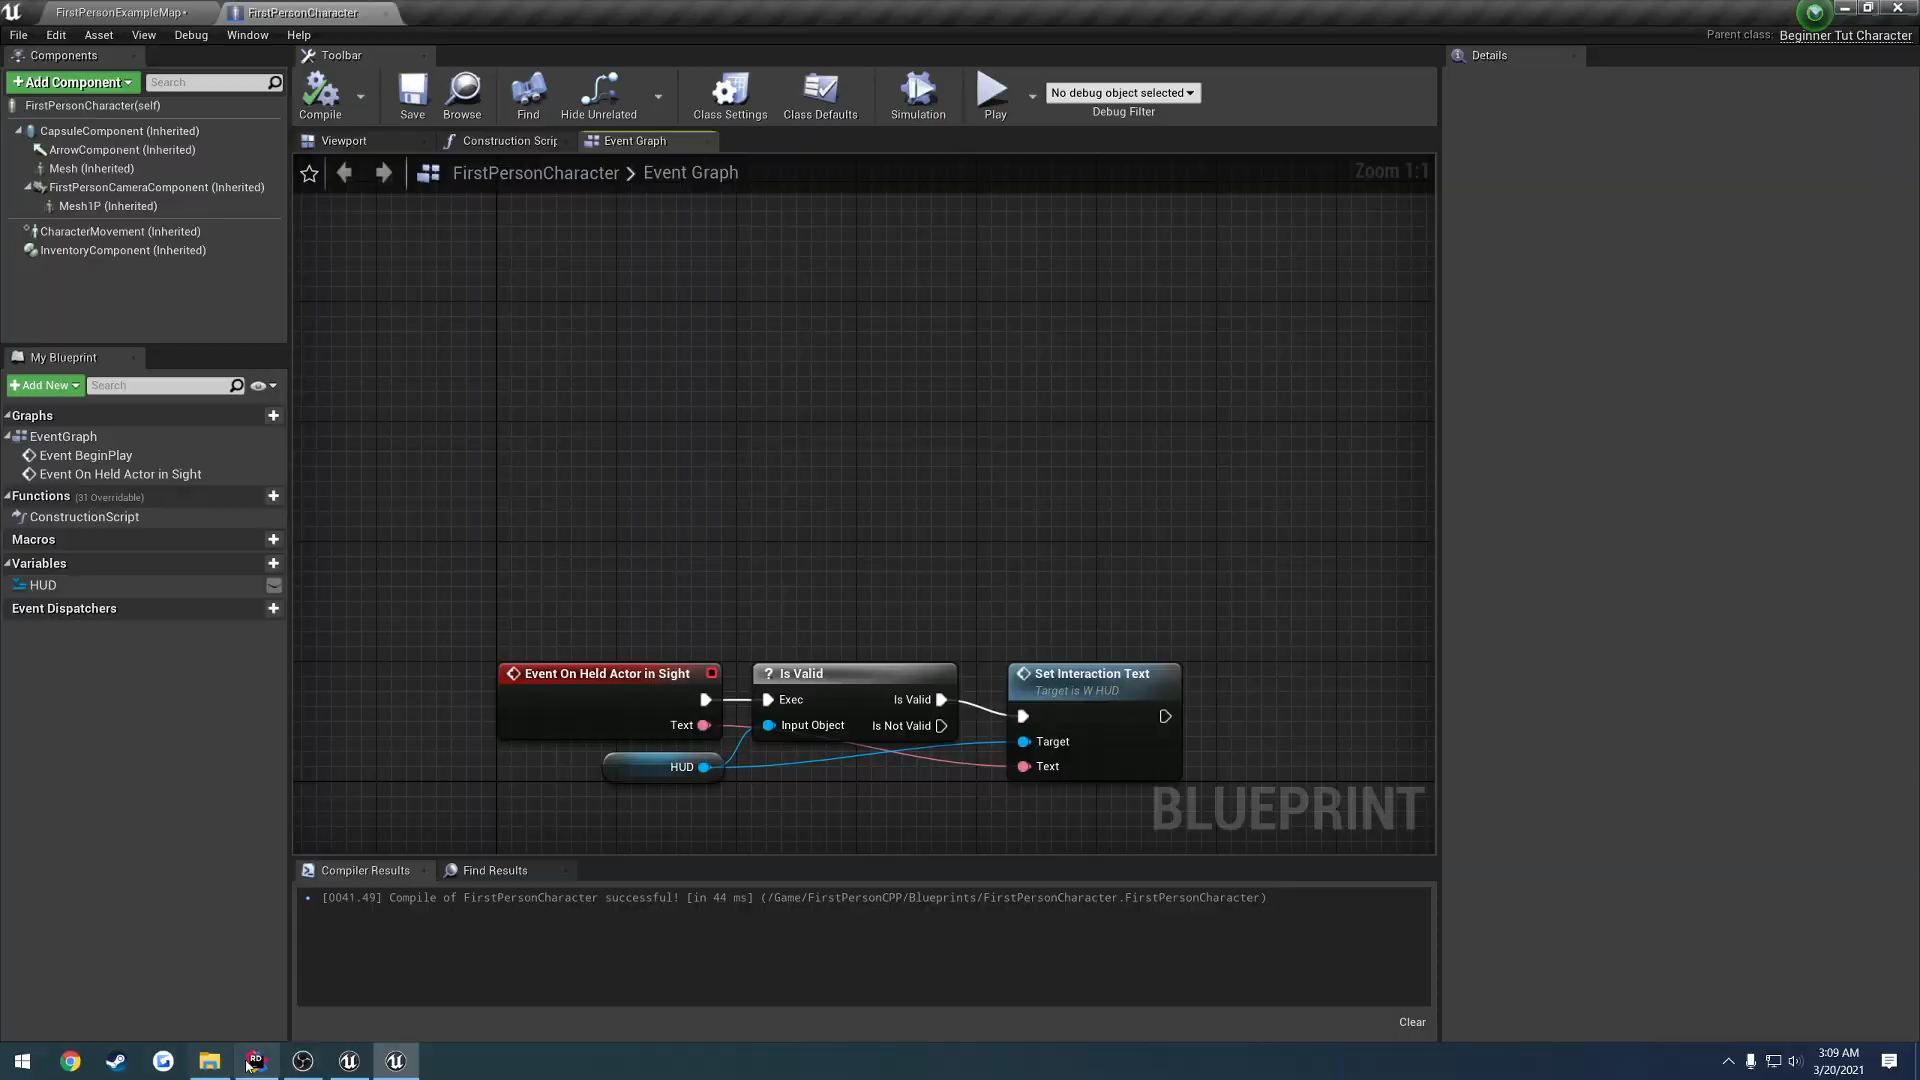 FirstPersonExampleMap*
FirstPersonCharacter
File Edit Asset View Debug Window Help
Parent class: Beginner Tut Character
Components
+Add Component
Search
FirstPersonCharacter(self)
CapsuleComponent (Inherited)
ArrowComponent (Inherited)
Mesh (Inherited)
FirstPersonCameraComponent (Inherited)
Mesh1P (Inherited)
CharacterMovement (Inherited)
InventoryComponent (Inherited)
My Blueprint
+Add New
Search
Graphs
EventGraph
Event BeginPlay
Event On Held Actor in Sight
Functions (31 Overridable)
ConstructionScript
Macros
Variables
HUD
Event Dispatchers
Toolbar
Compile
Save
Browse
Find
Hide Unrelated
Class Settings
Class Defaults
Simulation
Play
No debug object selected
Debug Filter
Viewport
Construction Scrip
Event Graph
FirstPersonCharacter > Event Graph
Zoom 1:1
Event On Held Actor in Sight
Text
HUD
? Is Valid
Exec
Is Valid
Input Object
Is Not Valid
Set Interaction Text
Target is W HUD
Target
Text
BLUEPRINT
Compiler Results
Find Results
[0041.49] Compile of FirstPersonCharacter successful! [in 44 ms] (/Game/FirstPersonCPP/Blueprints/FirstPersonCharacter.FirstPersonCharacter)
Clear
Details
RD
3:09 AM
3/20/2021